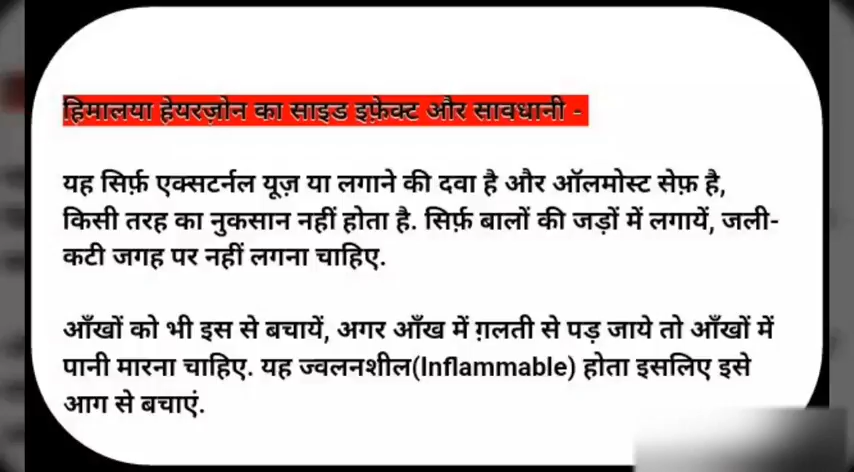 हिमालया हेयरज़ोन का साइड इफ़ेक्ट और सावधानी -
यह सिर्फ़ एक्सटर्नल यूज़ या लगाने की दवा है और ऑलमोस्ट सेफ़ है,
किसी तरह का नुकसान नहीं होता है. सिर्फ़ बालों की जड़ों में लगायें, जली-
कटी जगह पर नहीं लगना चाहिए.
आँखों को भी इस से बचायें, अगर आँख में ग़लती से पड़ जाये तो आँखों में
पानी मारना चाहिए. यह ज्वलनशील(Inflammable) होता इसलिए इसे
आग से बचाएं.